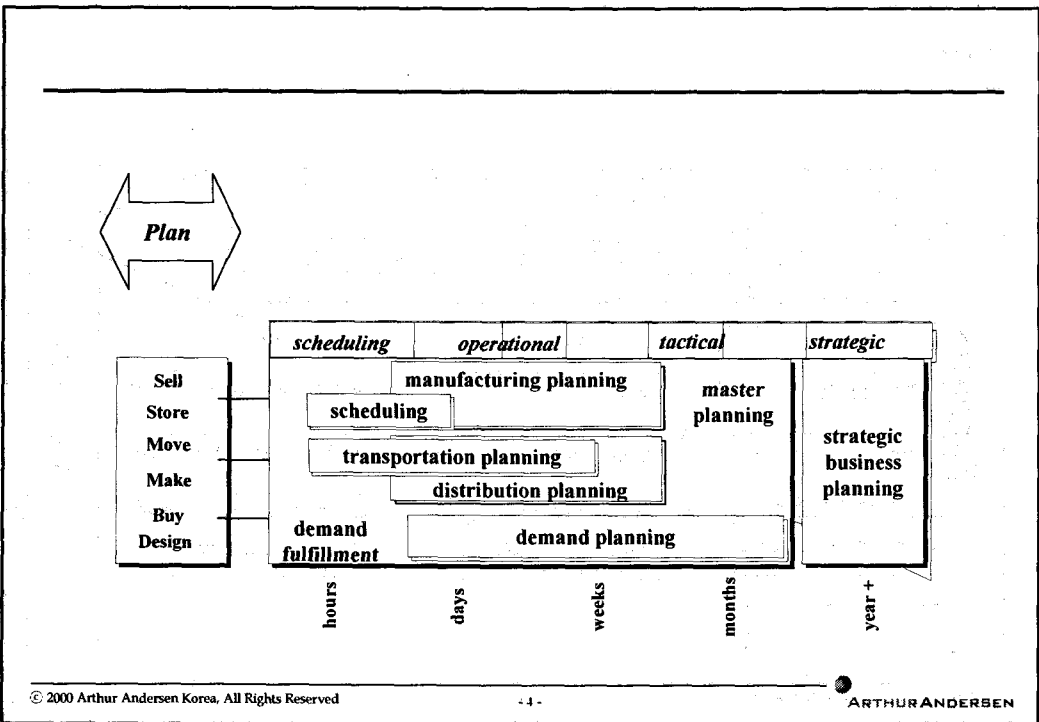 Plan
scheduling operational tactical strategic
Sell
Store
Move
Make
Buy
Design
manufacturing planning
scheduling
transportation planning
distribution planning
demand
fulfillment
demand planning
master
planning
strategic
business
planning
hours
days
weeks
months
year +
© 2000 Arthur Andersen Korea, All Rights Reserved
- 4 -
ARTHUR ANDERSEN